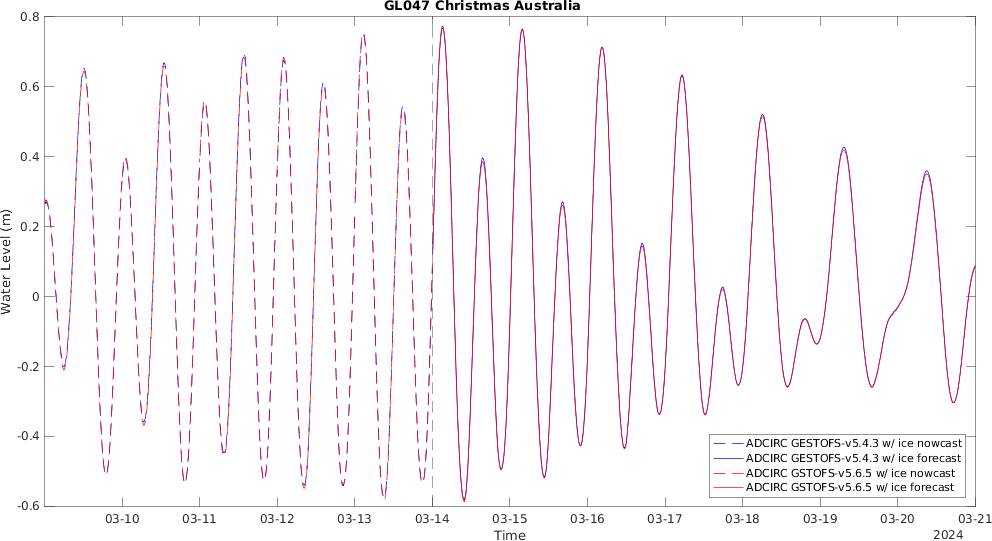 GL047 Christmas Australia
Water Level (m)
0.8
0.6
0.4
0.2
0
-0.2
-0.4
-0.6
ADCIRC GESTOFS-v5.4.3 w/ ice nowcast
ADCIRC GESTOFS-v5.4.3 w/ ice forecast
ADCIRC GSTOFS-v5.6.5 w/ ice nowcast
ADCIRC GSTOFS-v5.6.5 w/ ice forecast
03-10 03-11 03-12 03-13 03-14 03-15 03-16 03-17 03-18 03-19 03-20 03-21
Time
2024